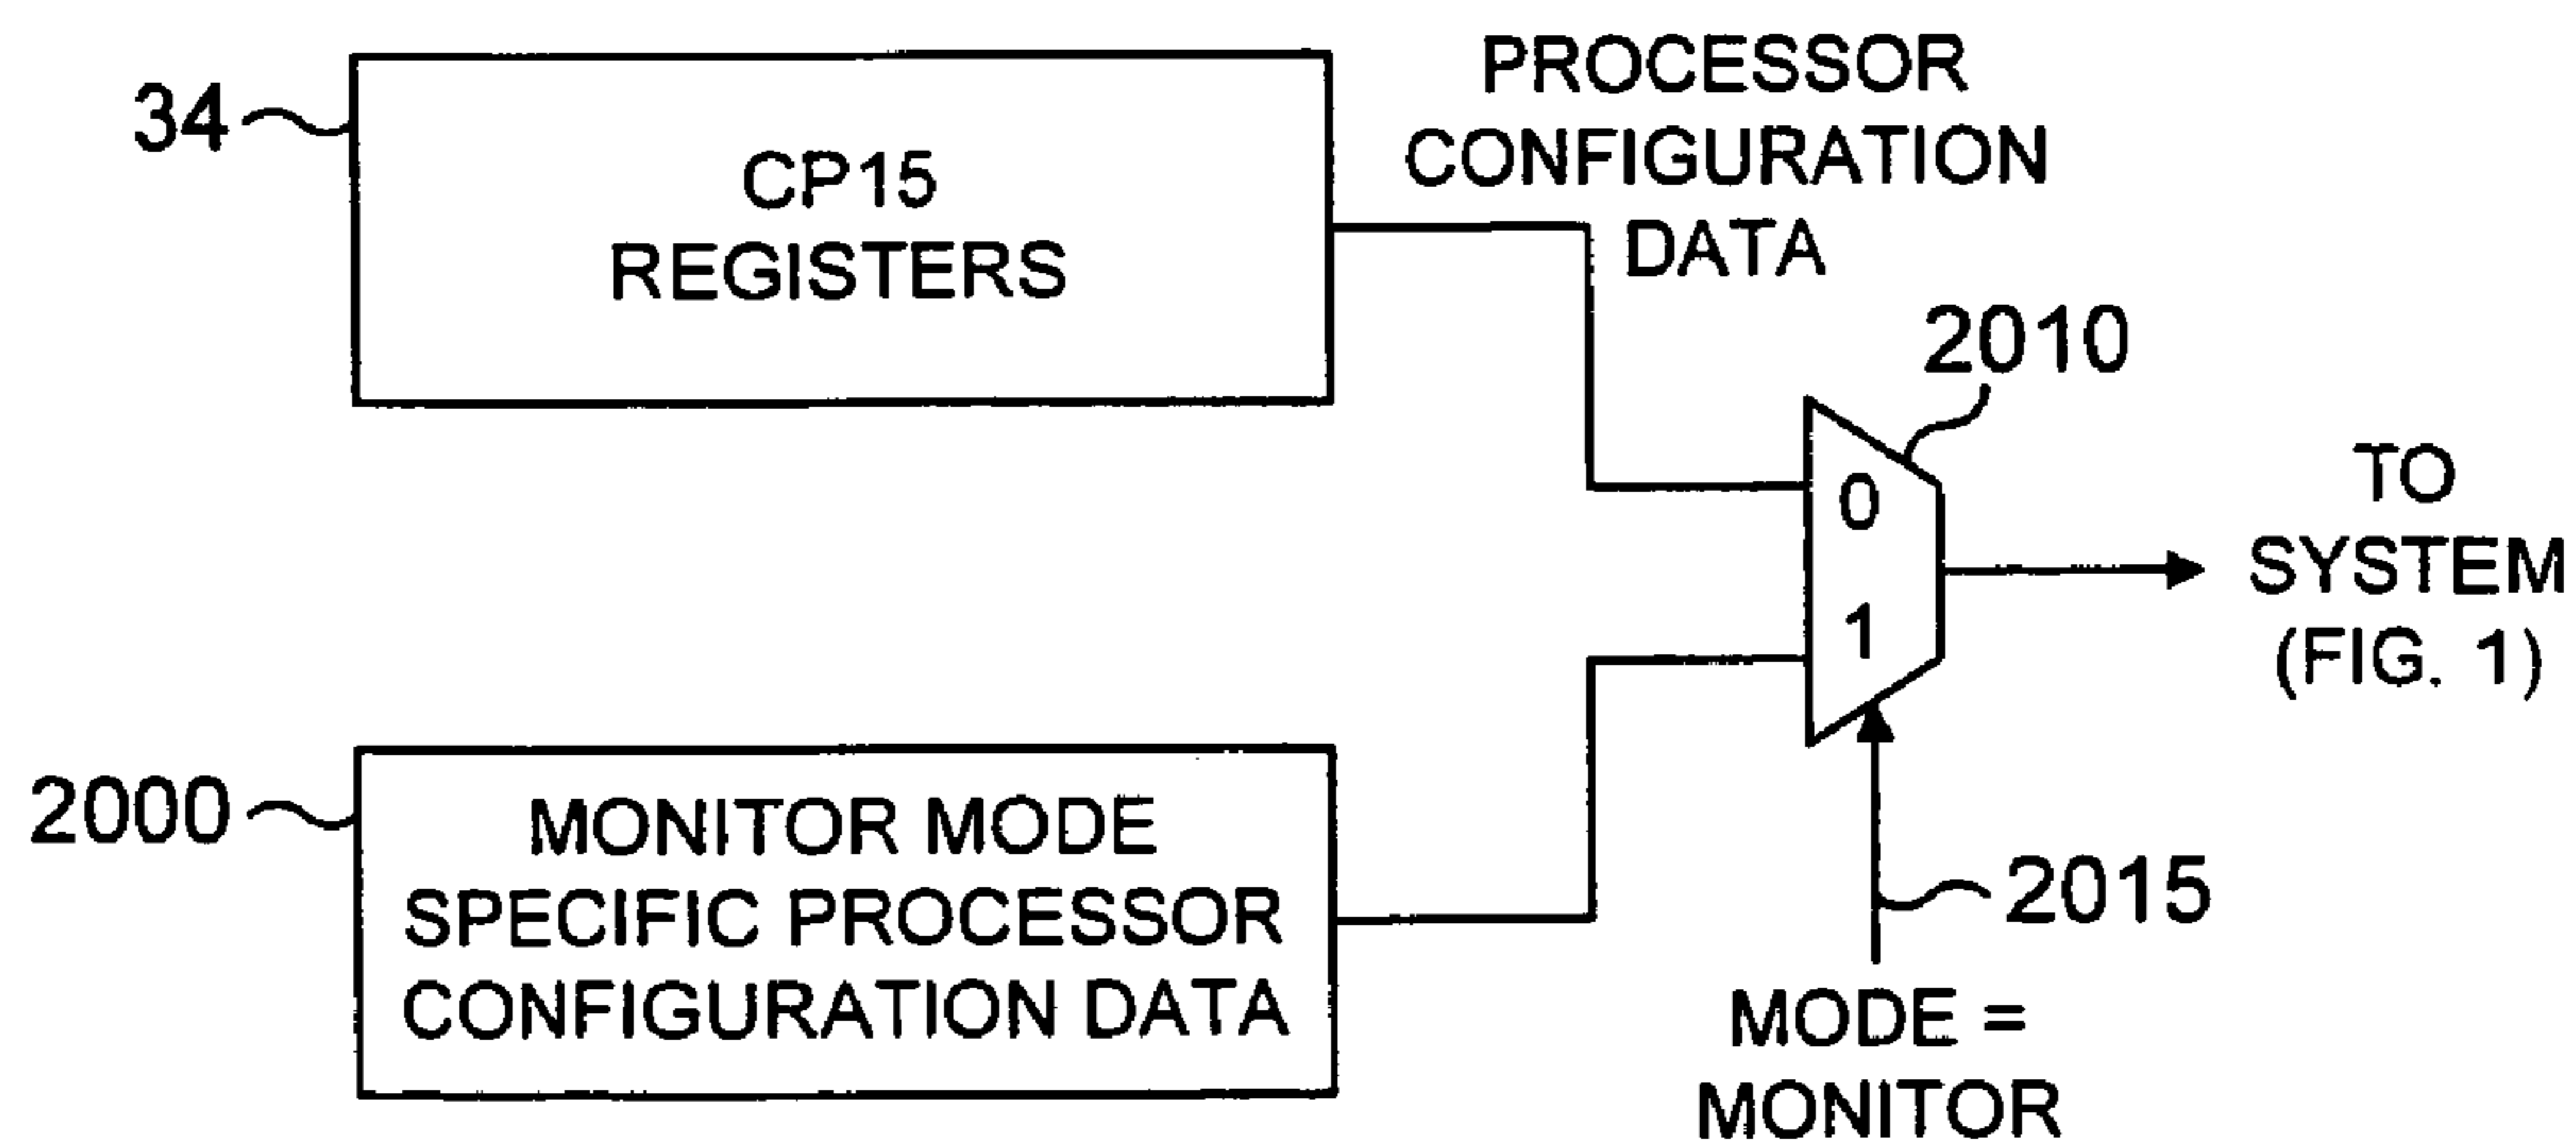 34
CP15
REGISTERS
PROCESSOR
CONFIGURATION
DATA
2010
0
1
TO
SYSTEM
(FIG. 1)
2000
MONITOR MODE
SPECIFIC PROCESSOR
CONFIGURATION DATA
2015
MODE =
MONITOR